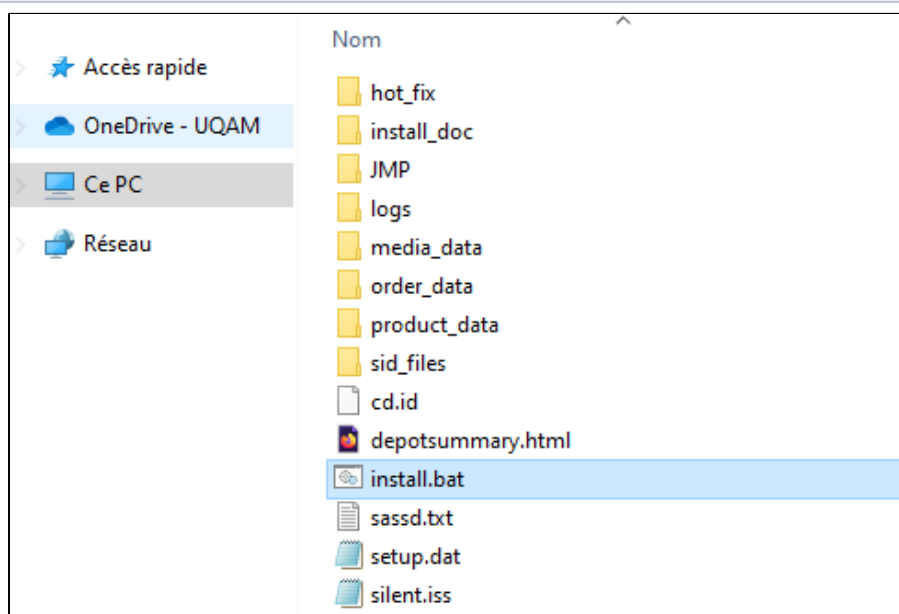 Accès rapide
OneDrive - UQAM
Ce PC
Réseau
Nom
hot_fix
install_doc
JMP
logs
media_data
order_data
product_data
sid_files
cd.id
depotsummary.html
install.bat
sassd.txt
setup.dat
silent.iss